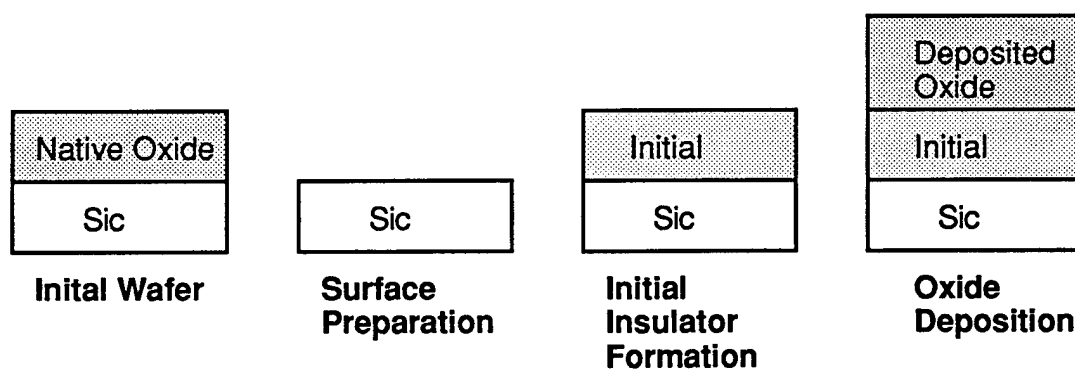 Native Oxide
Sic
Inital Wafer
Sic
Surface
Preparation
Initial
Sic
Initial
Insulator
Formation
Deposited
Oxide
Initial
Sic
Oxide
Deposition